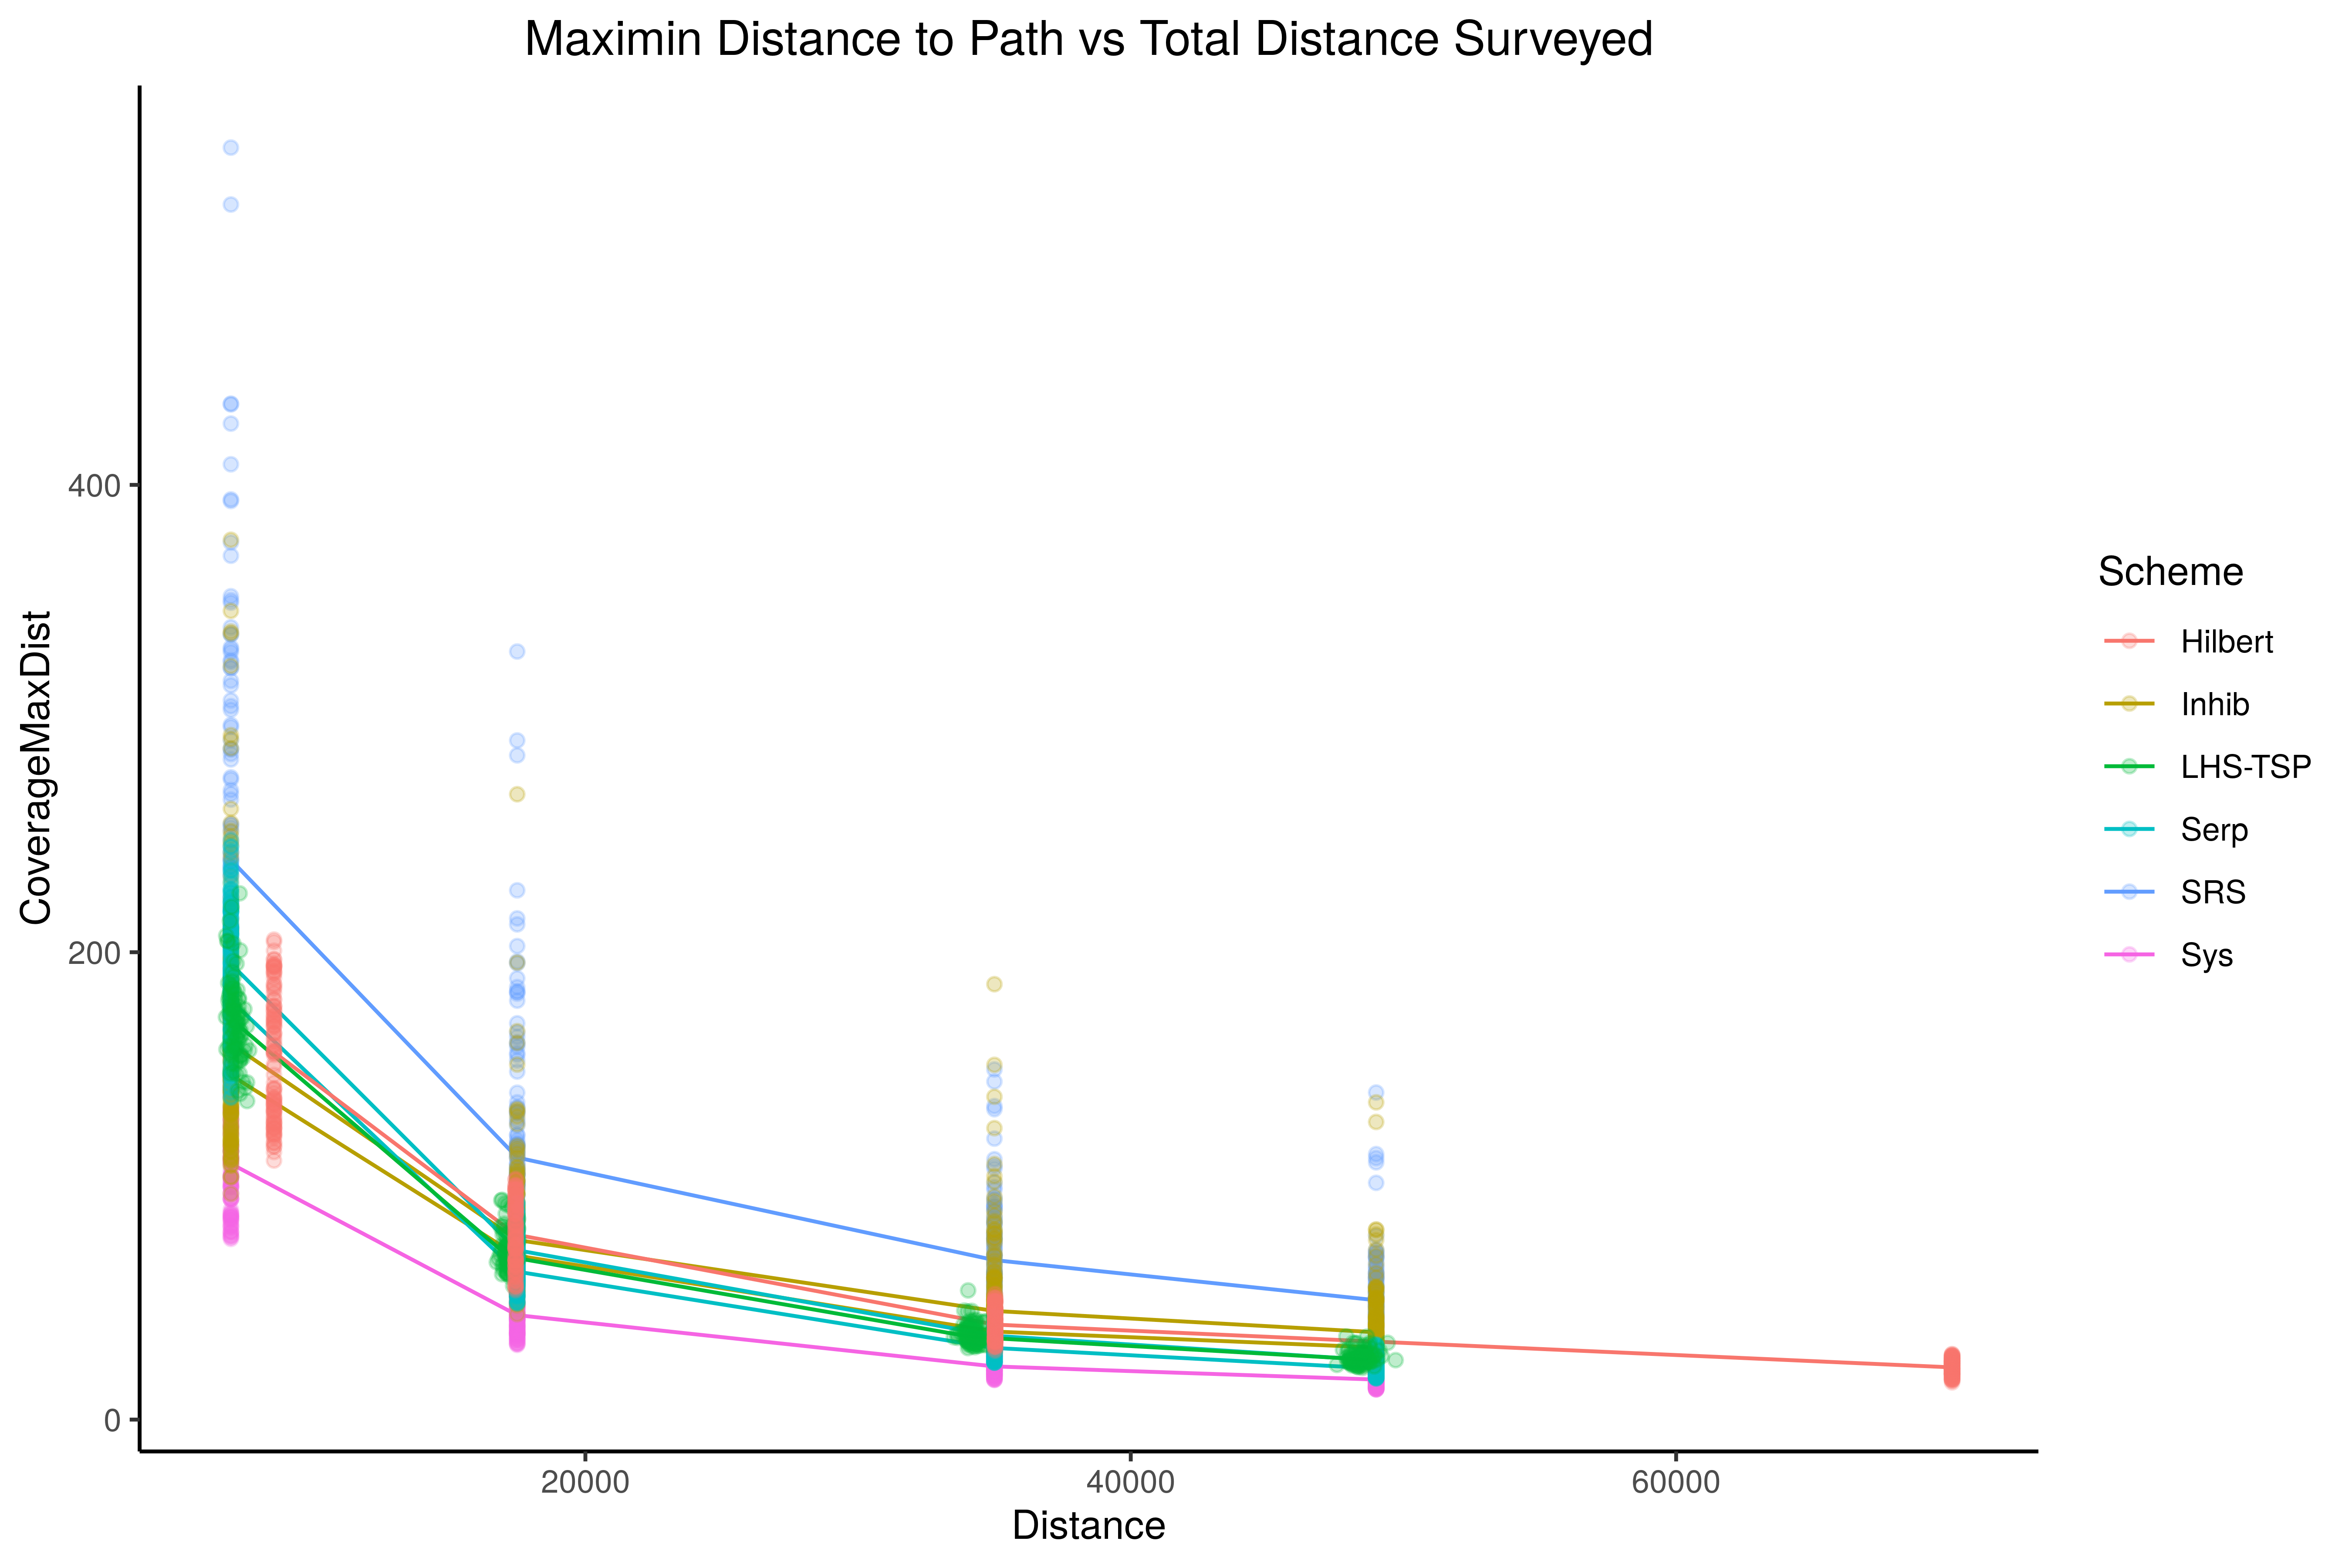 Maximin Distance to Path vs Total Distance Surveyed
CoverageMaxDist
400
200
0
20000
40000
60000
Distance
Scheme
Hilbert
Inhib
LHS-TSP
Serp
SRS
Sys